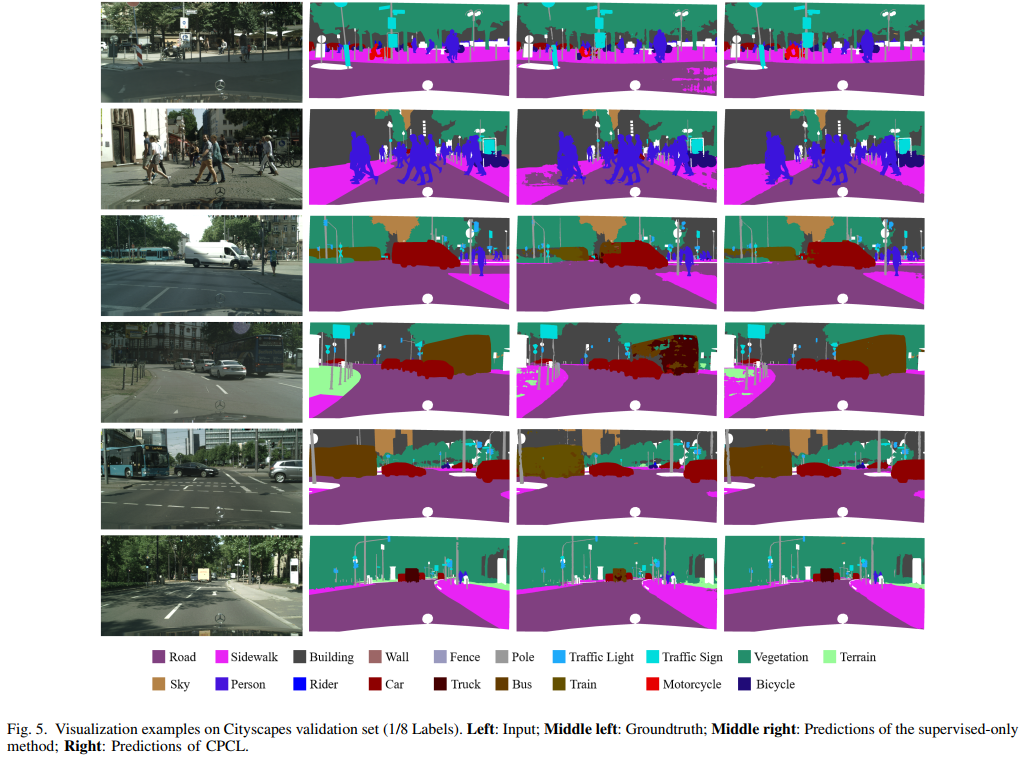 Road Sidewalk Building Wall Fence Pole Traffic Light Traffic Sign Vegetation Terrain
Sky Person Rider Car Truck Bus Train Motorcycle Bicycle
Fig. 5. Visualization examples on Cityscapes validation set (1/8 Labels). Left: Input; Middle left: Groundtruth; Middle right: Predictions of the supervised-only
method; Right: Predictions of CPCL.